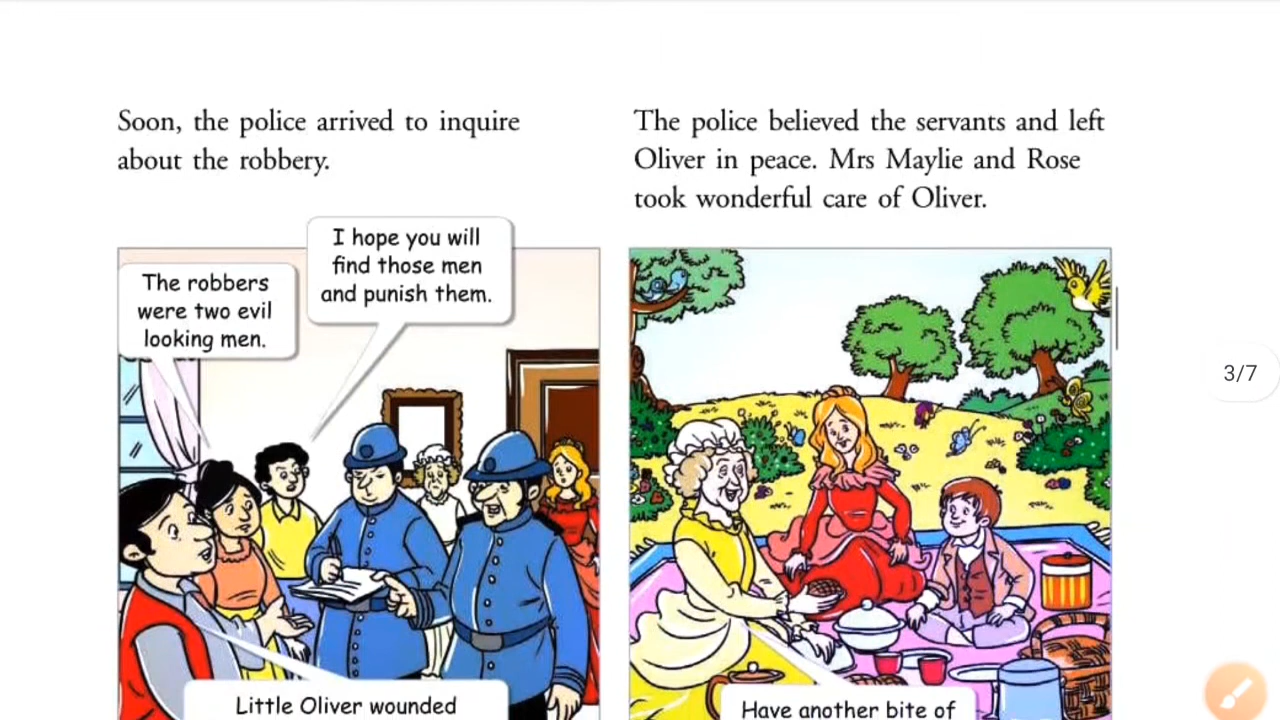 Soon, the police arrived to inquire
about the robbery.
I hope you will
find those men
and punish them.
The robbers
were two evil
looking men.
Little Oliver wounded
The police believed the servants and left
Oliver in peace. Mrs Maylie and Rose
took wonderful care of Oliver.
Have another bite of
3/7